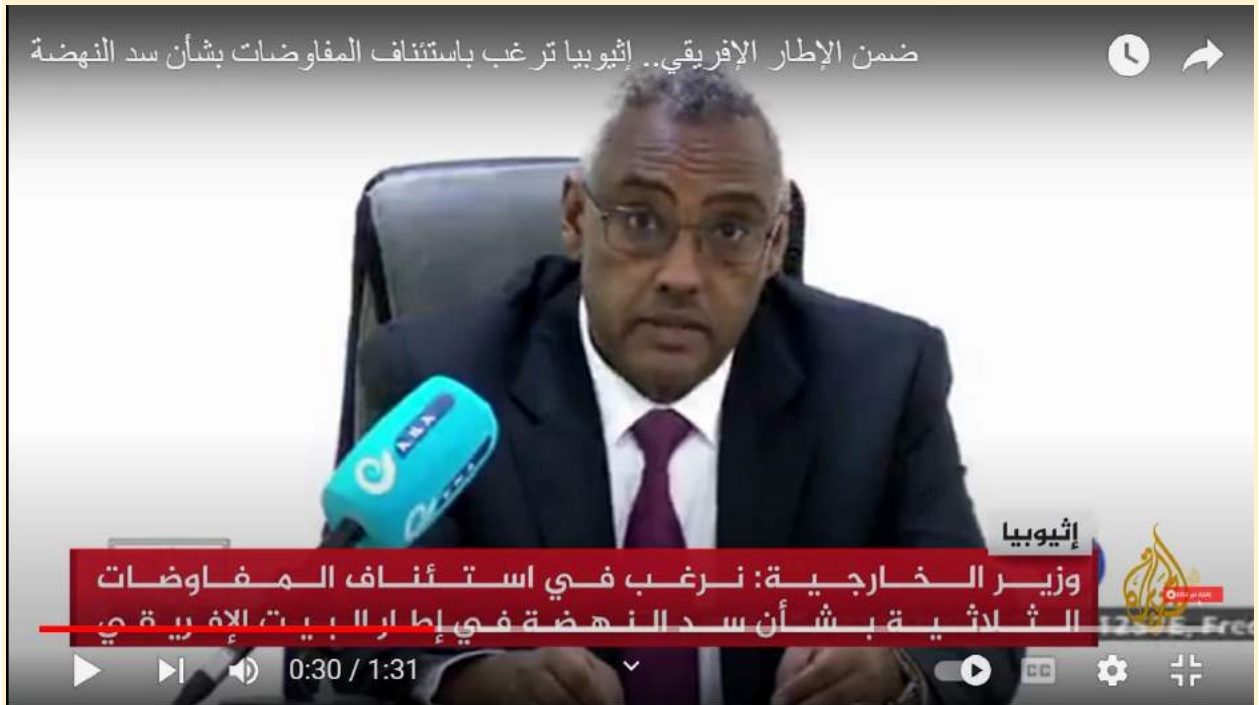 ضمن الإطار الإفريقي.. إثيوبيا ترغب باستئناف المفاوضات بشأن سد النهضة
إثيوبيا
وزير الخارجية: نرغب في استئناف المفاوضات
الثلاثية بشأن سد النهضة في إطار البيت الإفريقي
0:30 / 1:31
CC